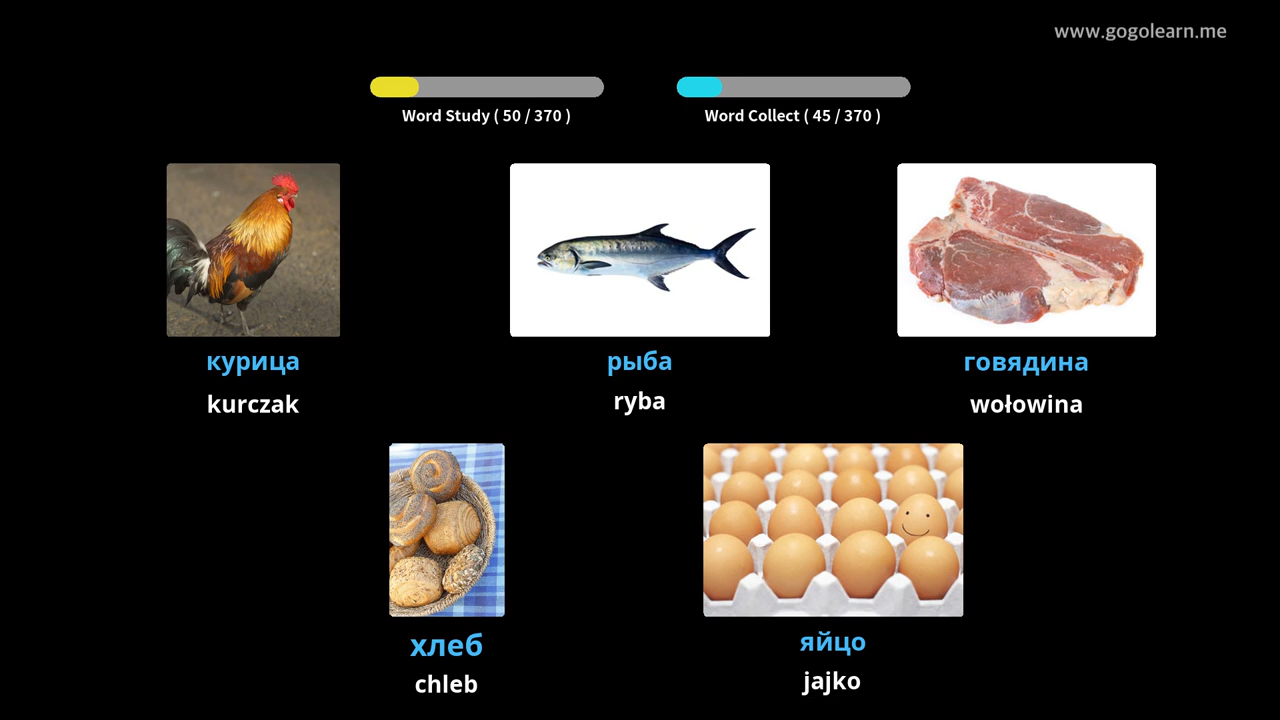 www.gogolearn.me
Word Study ( 50 / 370 )
Word Collect ( 45 / 370 )
курица
kurczak
рыба
ryba
говядина
wołowina
хлеб
chleb
яйцо
jajko